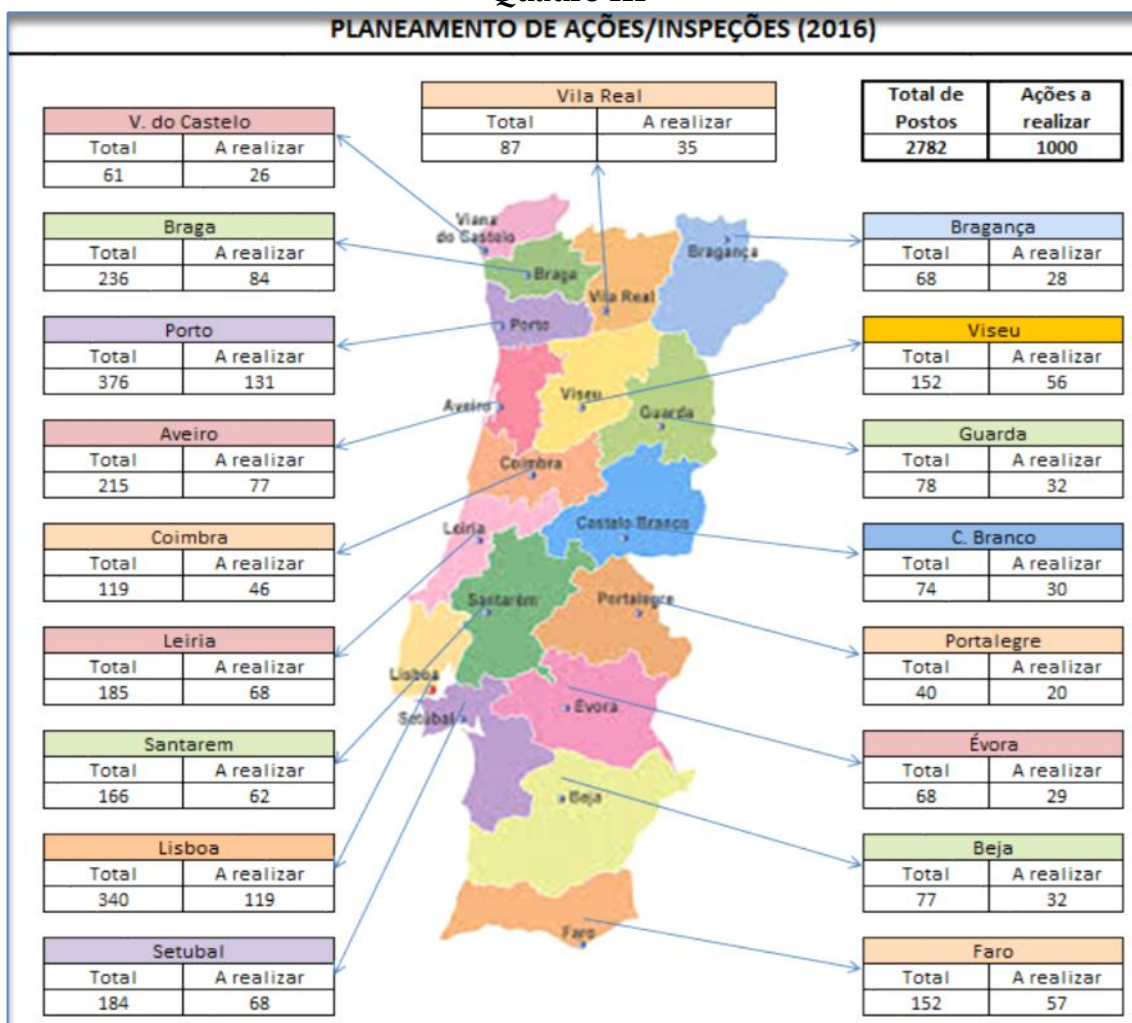 Quadro III
PLANEAMENTO DE AÇÕES/INSPEÇÕES (2016)
Vila Real
Total A realizar
87 35
Total de Postos Ações a realizar
2782 1000
V. do Castelo
Total A realizar
61 26
Braga
Total A realizar
236 84
Porto
Total A realizar
376 131
Aveiro
Total A realizar
215 77
Coimbra
Total A realizar
119 46
Leiria
Total A realizar
185 68
Santarem
Total A realizar
166 62
Lisboa
Total A realizar
340 119
Setubal
Total A realizar
184 68
Viana
do Castelo
Braga
Bragança
Vila Real
Porto
Aveiro
Viseu
Guarda
Coimbra
Leiria
Castelo Branco
Santarém
Portalegre
Lisboa
Setúbal
Évora
Beja
Faro
Bragança
Total A realizar
68 28
Viseu
Total A realizar
152 56
Guarda
Total A realizar
78 32
C. Branco
Total A realizar
74 30
Portalegre
Total A realizar
40 20
Évora
Total A realizar
68 29
Beja
Total A realizar
77 32
Faro
Total A realizar
152 57